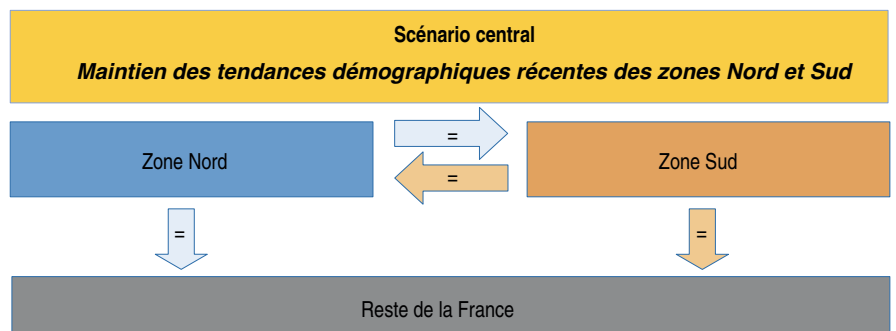 Scénario central
Maintien des tendances démographiques récentes des zones Nord et Sud
=
Zone Nord
Zone Sud
=
=
=
Reste de la France